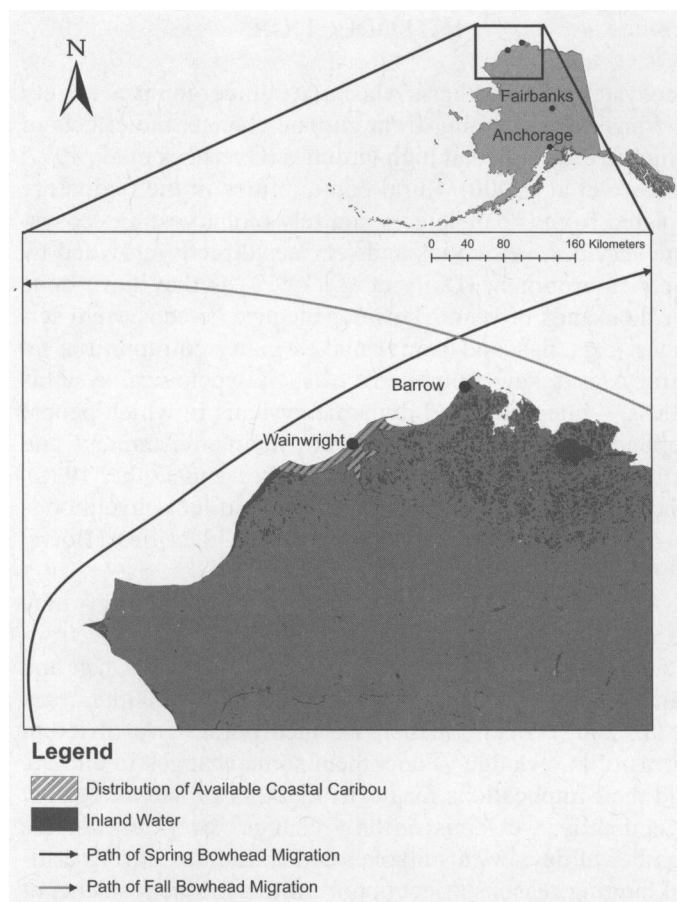 N
Fairbanks
Anchorage
0 40 80 160 Kilometers
Barrow
Wainwright
Legend
Distribution of Available Coastal Caribou
Inland Water
Path of Spring Bowhead Migration
Path of Fall Bowhead Migration